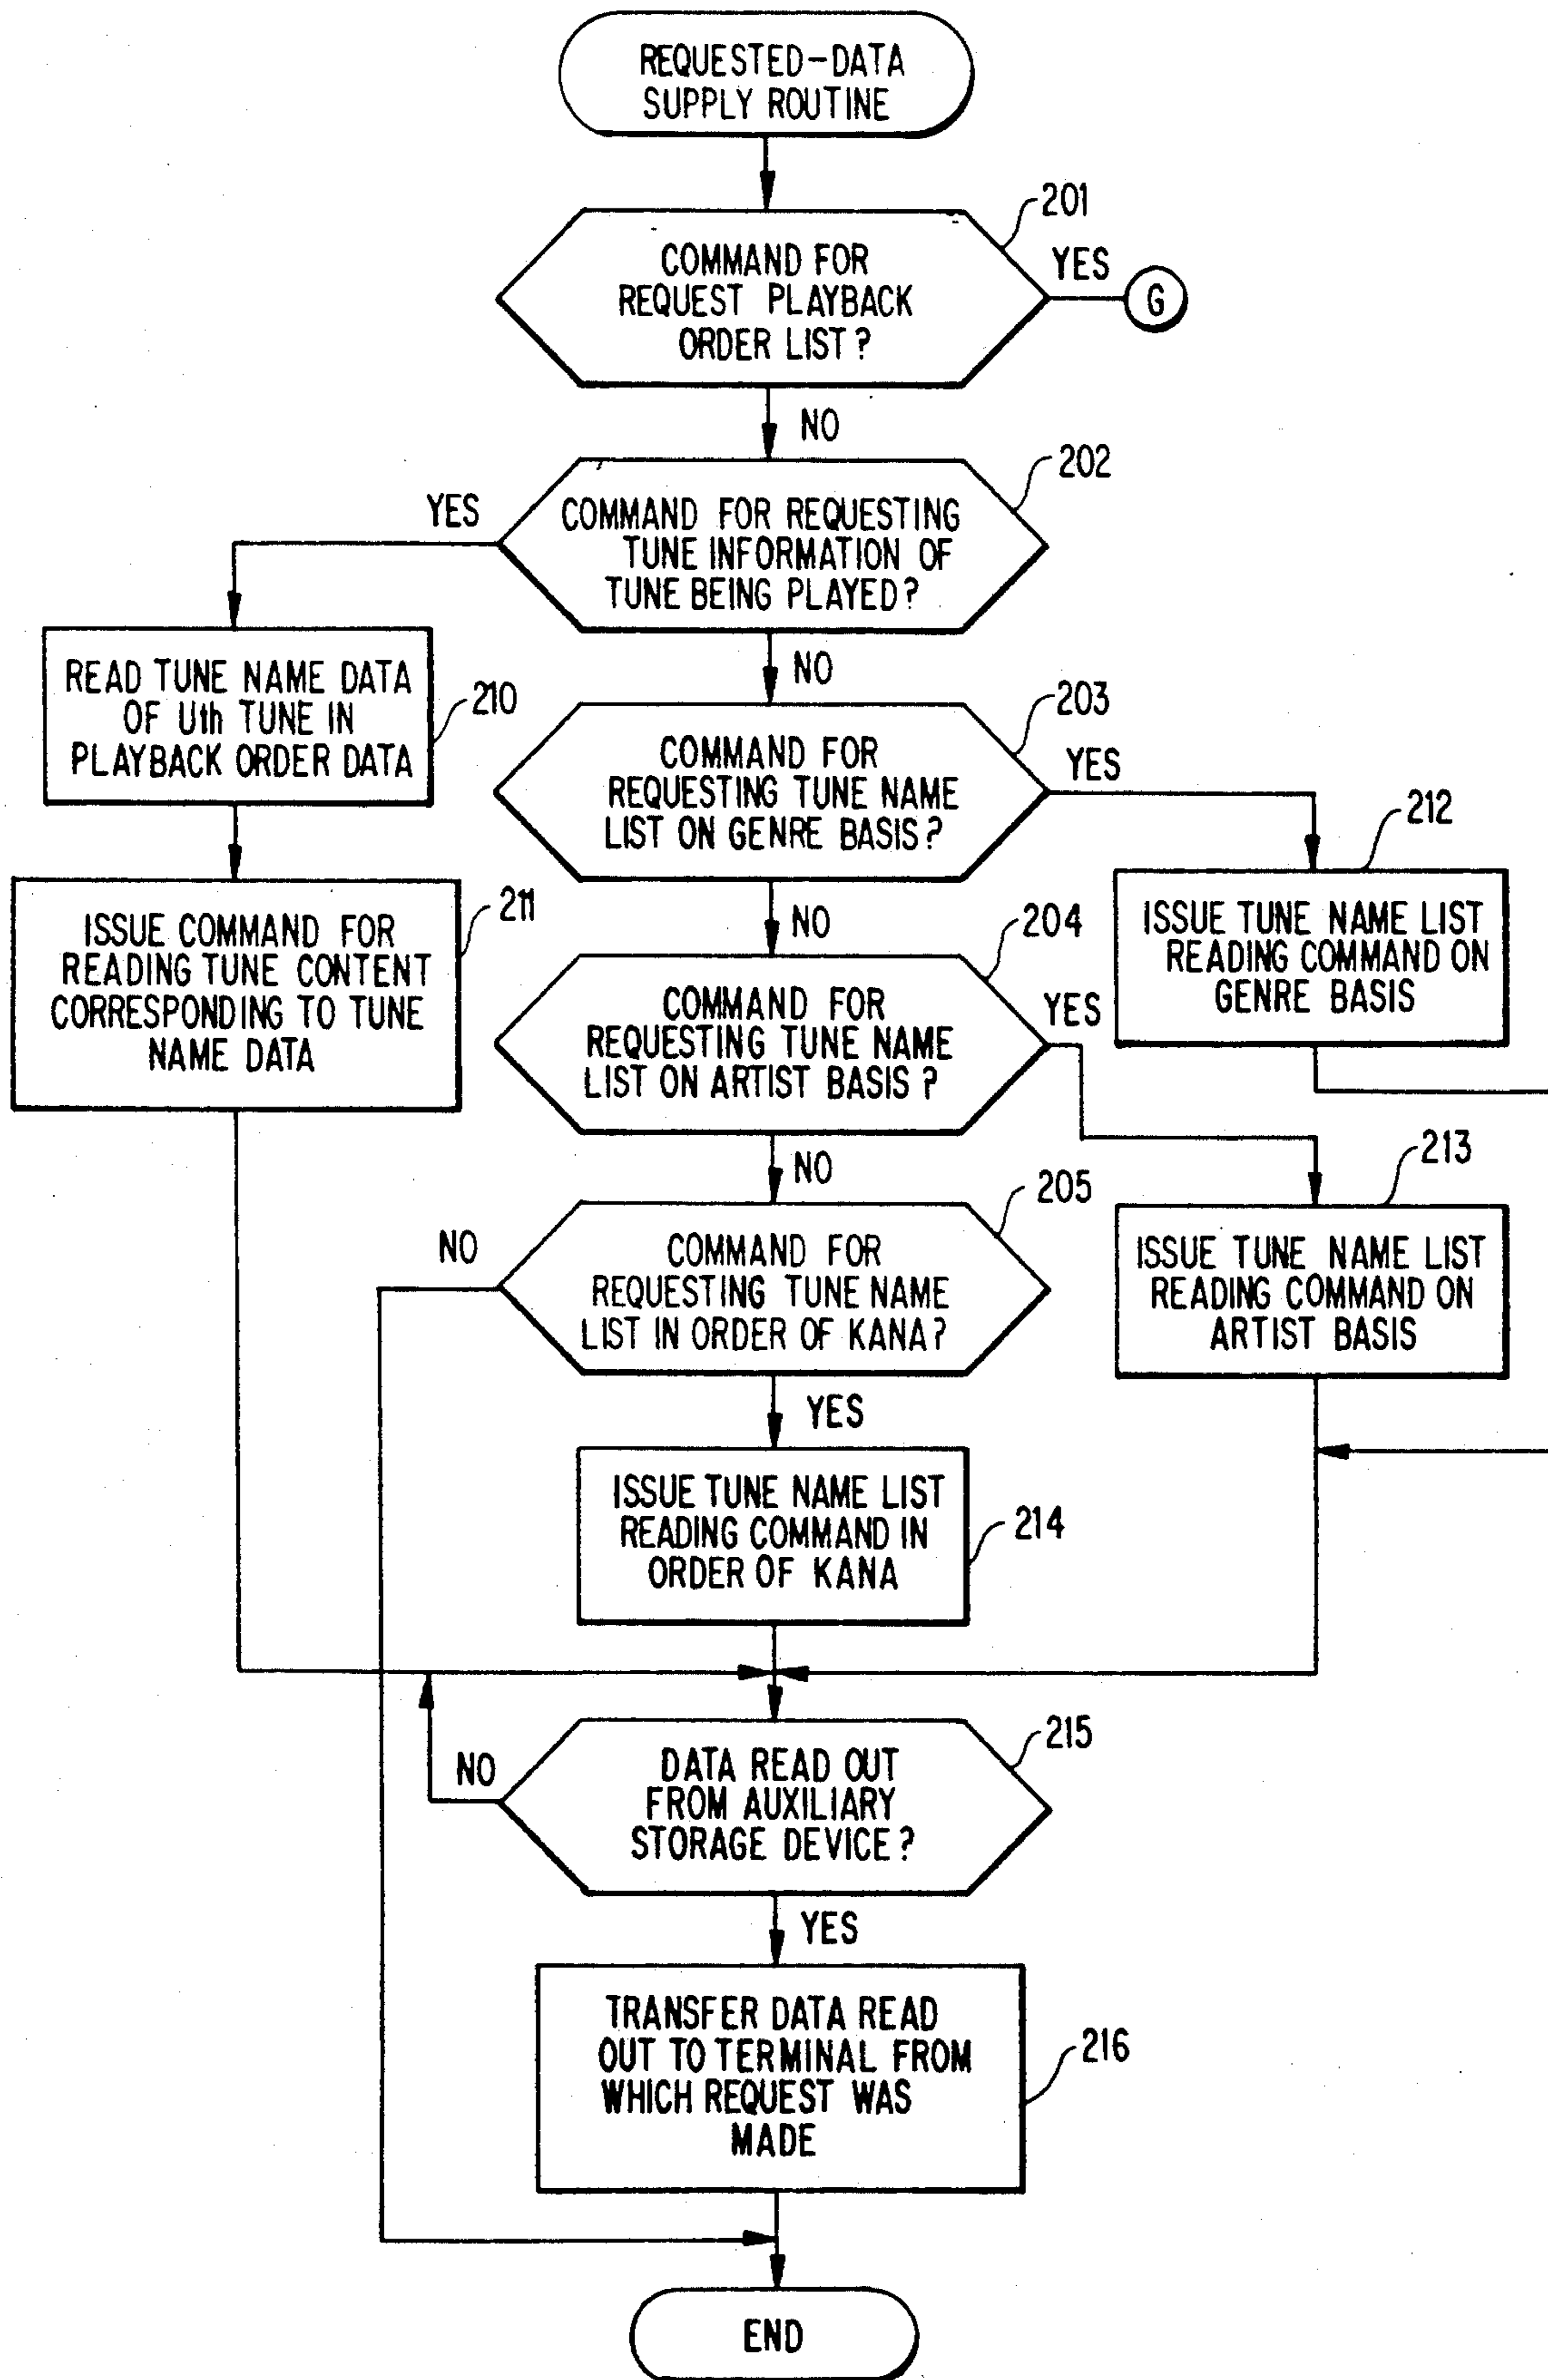 REQUESTED-DATA
SUPPLY ROUTINE
201
COMMAND FOR
REQUEST PLAYBACK
ORDER LIST?
YES
G
NO
202
COMMAND FOR REQUESTING
TUNE INFORMATION OF
TUNE BEING PLAYED?
YES
READ TUNE NAME DATA
OF Uth TUNE IN
PLAYBACK ORDER DATA
210
NO
203
COMMAND FOR
REQUESTING TUNE NAME
LIST ON GENRE BASIS?
YES
212
ISSUE TUNE NAME LIST
READING COMMAND ON
GENRE BASIS
211
ISSUE COMMAND FOR
READING TUNE CONTENT
CORRESPONDING TO TUNE
NAME DATA
NO
204
COMMAND FOR
REQUESTING TUNE NAME
LIST ON ARTIST BASIS?
YES
213
ISSUE TUNE NAME LIST
READING COMMAND ON
ARTIST BASIS
NO
205
COMMAND FOR
REQUESTING TUNE NAME
LIST IN ORDER OF KANA?
NO
YES
ISSUE TUNE NAME LIST
READING COMMAND IN
ORDER OF KANA
214
215
DATA READ OUT
FROM AUXILIARY
STORAGE DEVICE?
NO
YES
TRANSFER DATA READ
OUT TO TERMINAL FROM
WHICH REQUEST WAS
MADE
216
END